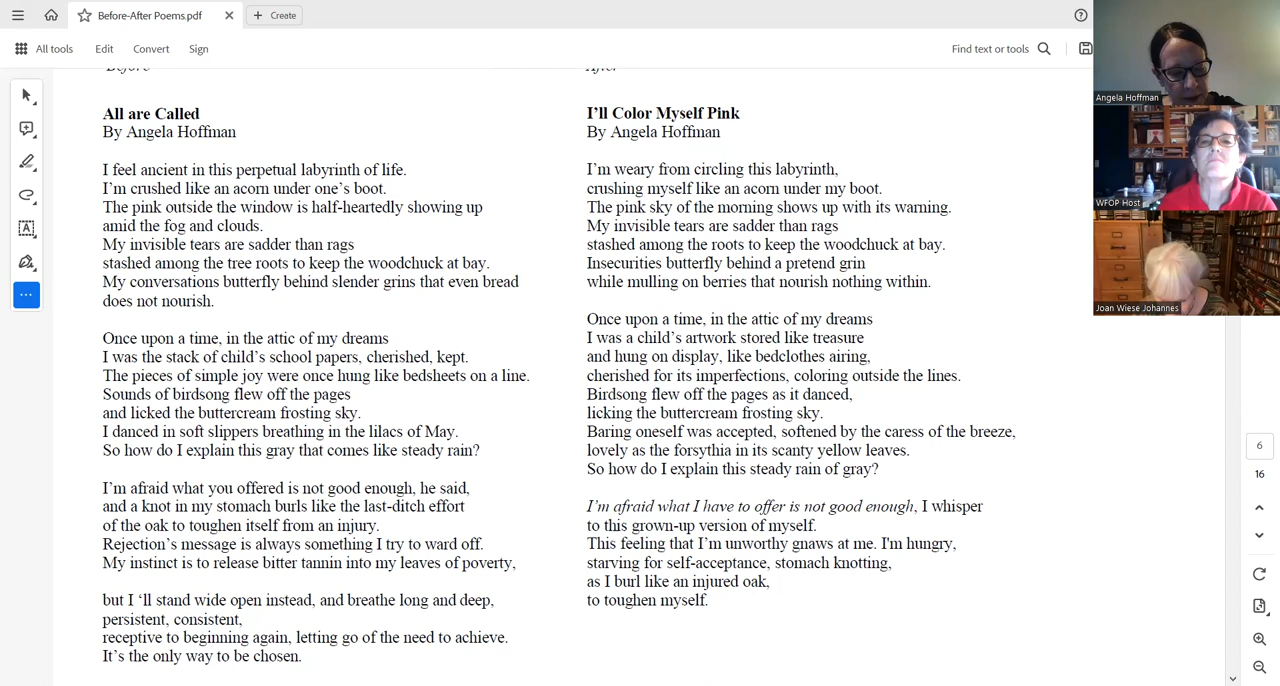 Before-After Poems.pdf
Create
All tools
Edit
Convert
Sign
Find text or tools
Before
After
All are Called
By Angela Hoffman
I feel ancient in this perpetual labyrinth of life.
I'm crushed like an acorn under one's boot.
The pink outside the window is half-heartedly showing up
amid the fog and clouds.
My invisible tears are sadder than rags
stashed among the tree roots to keep the woodchuck at bay.
My conversations butterfly behind slender grins that even bread
does not nourish.
Once upon a time, in the attic of my dreams
I was the stack of child's school papers, cherished, kept.
The pieces of simple joy were once hung like bedsheets on a line.
Sounds of birdsong flew off the pages
and licked the buttercream frosting sky.
I danced in soft slippers breathing in the lilacs of May.
So how do I explain this gray that comes like steady rain?
I'm afraid what you offered is not good enough, he said,
and a knot in my stomach burls like the last-ditch effort
of the oak to toughen itself from an injury.
Rejection's message is always something I try to ward off.
My instinct is to release bitter tannin into my leaves of poverty,
but I 'll stand wide open instead, and breathe long and deep,
persistent, consistent,
receptive to beginning again, letting go of the need to achieve.
It's the only way to be chosen.
I'll Color Myself Pink
By Angela Hoffman
I'm weary from circling this labyrinth,
crushing myself like an acorn under my boot.
The pink sky of the morning shows up with its warning.
My invisible tears are sadder than rags
stashed among the roots to keep the woodchuck at bay.
Insecurities butterfly behind a pretend grin
while mulling on berries that nourish nothing within.
Once upon a time, in the attic of my dreams
I was a child's artwork stored like treasure
and hung on display, like bedclothes airing,
cherished for its imperfections, coloring outside the lines.
Birdsong flew off the pages as it danced,
licking the buttercream frosting sky.
Baring oneself was accepted, softened by the caress of the breeze,
lovely as the forsythia in its scanty yellow leaves.
So how do I explain this steady rain of gray?
I'm afraid what I have to offer is not good enough, I whisper
to this grown-up version of myself.
This feeling that I'm unworthy gnaws at me. I'm hungry,
starving for self-acceptance, stomach knotting,
as I burl like an injured oak,
to toughen myself.
Angela Hoffman
WFOP Host
Joan Wiese Johannes
6
16